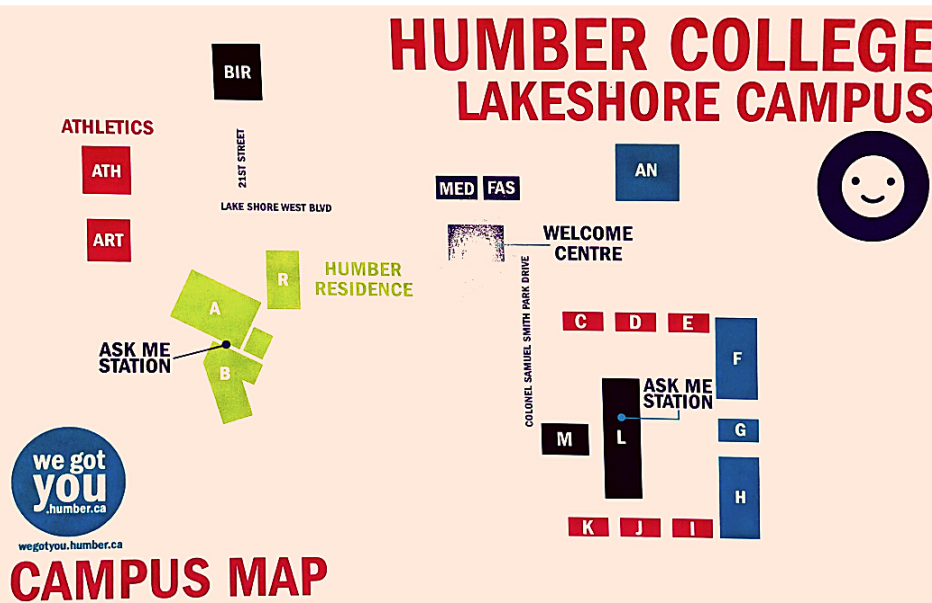 HUMBER COLLEGE
LAKESHORE CAMPUS
BIR
ATHLETICS
ATH
21ST STREET
AN
MED FAS
LAKE SHORE WEST BLVD
ART
WELCOME
CENTRE
HUMBER
RESIDENCE
R
A
COLONEL SAMUEL SMITH PARK DRIVE
C D E
F
ASK ME
STATION
B
ASK ME
STATION
M
L
G
H
K J I
we got
you
.humber.ca
wegotyou.humber.ca
CAMPUS MAP